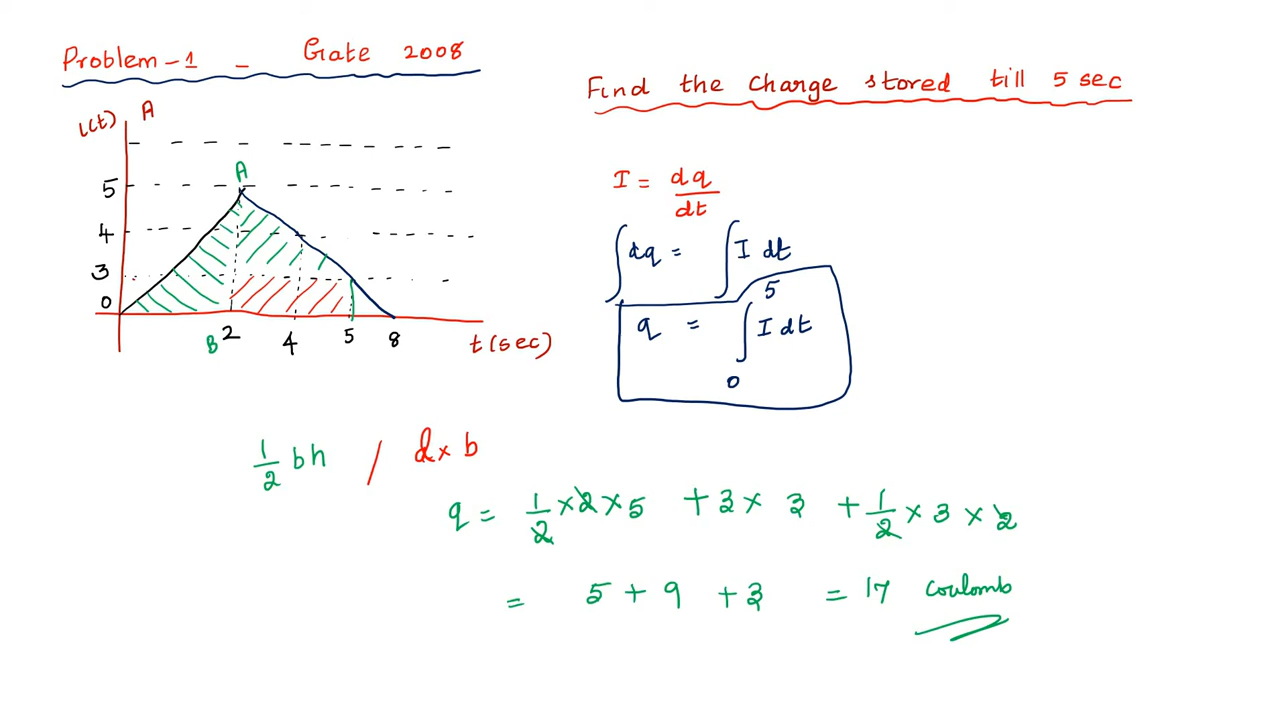 Problem-1 - Gate 2008
Find the charge stored till 5 sec
i(t) A
A
5
4
3
0
B 2 4 5 8 t(sec)
I = dq/dt
∫dq = ∫I dt
q = ∫₀⁵ I dt
1/2 bh / d×b
q = 1/2 ×2×5 +3× 3 + 1/2 × 3 × 2
= 5 + 9 +3 = 17 coulomb